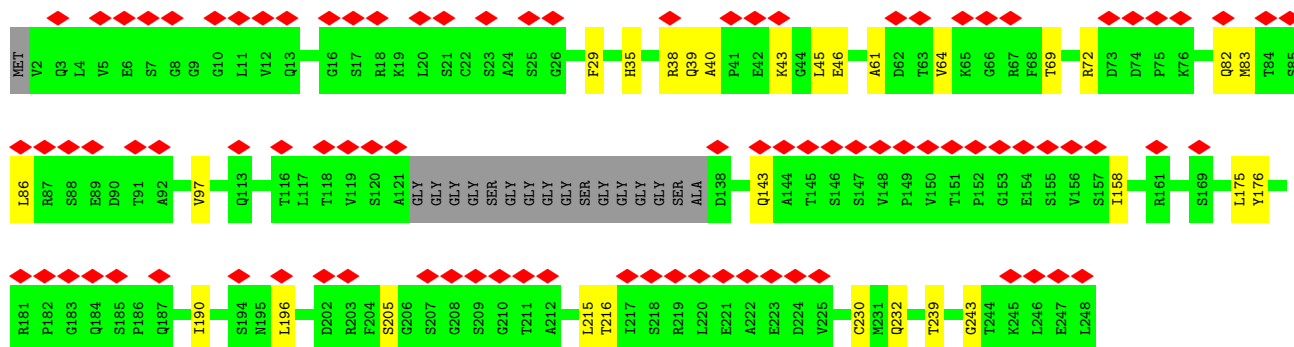 MET V2 Q3 L4 V5 E6 S7 G8 G9 G10 L11 V12 Q13 G16 S17 R18 K19 L20 S21 C22 S23 A24 S25 G26 F29 H35 R38 Q39 A40 P41 E42 K43 G44 L45 E46 A61 D62 T63 V64 K65 G66 R67 F68 T69 R72 D73 D74 P75 K76 Q82 M83 T84 S85
L86 R87 S88 E89 D90 T91 A92 V97 Q113 T116 L117 T118 V119 S120 A121 GLY GLY GLY GLY SER GLY GLY GLY GLY SER GLY GLY GLY GLY SER ALA D138 Q143 A144 T145 S146 S147 V148 P149 V150 T151 P152 G153 E154 S155 V156 S157 I158 R161 S169 L175 Y176
R181 P182 G183 Q184 S185 P186 Q187 I190 S194 N195 L196 D202 R203 F204 S205 G206 S207 G208 S209 G210 T211 A212 L215 T216 I217 S218 R219 L220 E221 A222 E223 D224 V225 C230 M231 Q232 T239 G243 T244 K245 L246 E247 L248